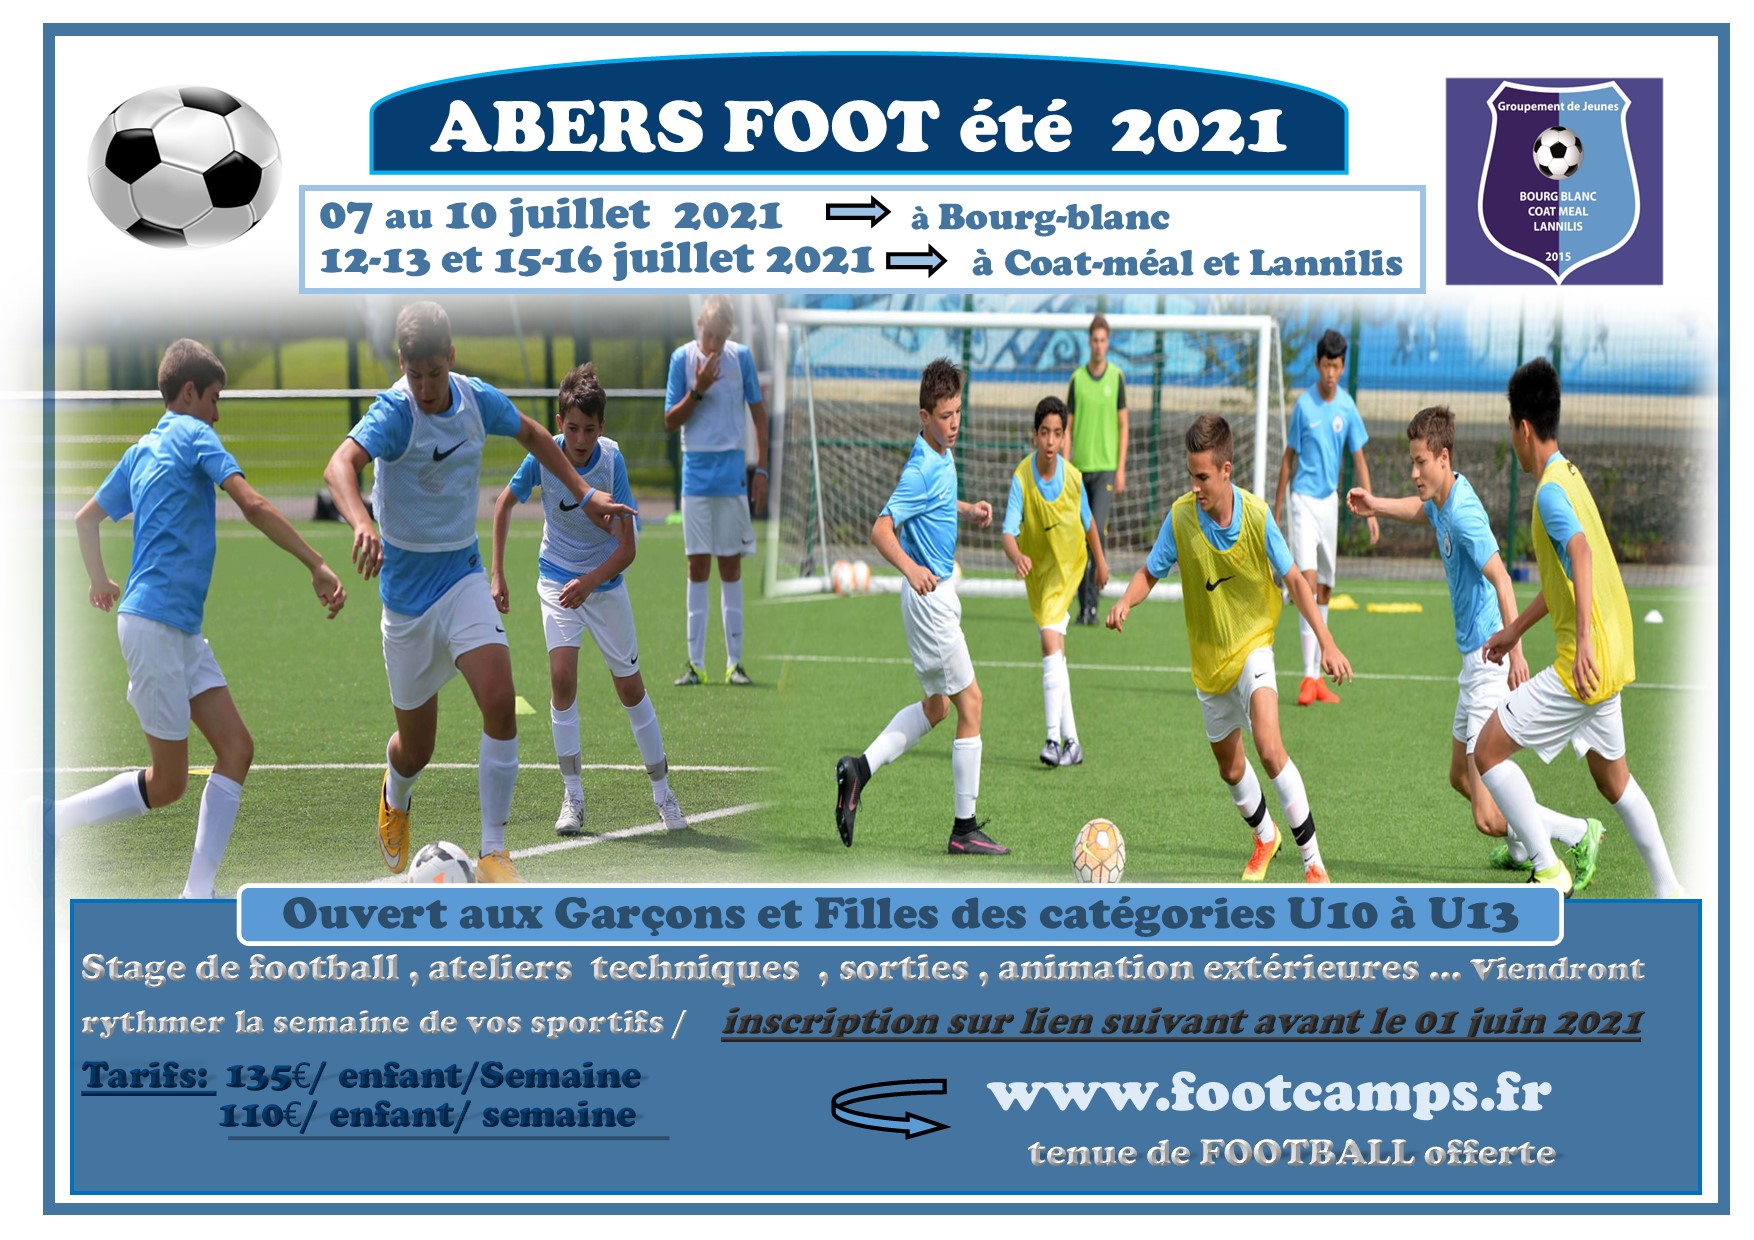 ABERS FOOT été 2021
Groupement de Jeunes
BOURG BLANC
COAT MEAL
LANNILIS
2015
07 au 10 juillet 2021 à Bourg-blanc
12-13 et 15-16 juillet 2021 à Coat-méal et Lannilis
Ouvert aux Garçons et Filles des catégories U10 à U13
Stage de football , ateliers techniques , sorties , animation extérieures ... Viendront
rythmer la semaine de vos sportifs / inscription sur lien suivant avant le 01 juin 2021
Tarifs: 135€/ enfant/Semaine
110€/ enfant/ semaine
www.footcamps.fr
tenue de FOOTBALL offerte